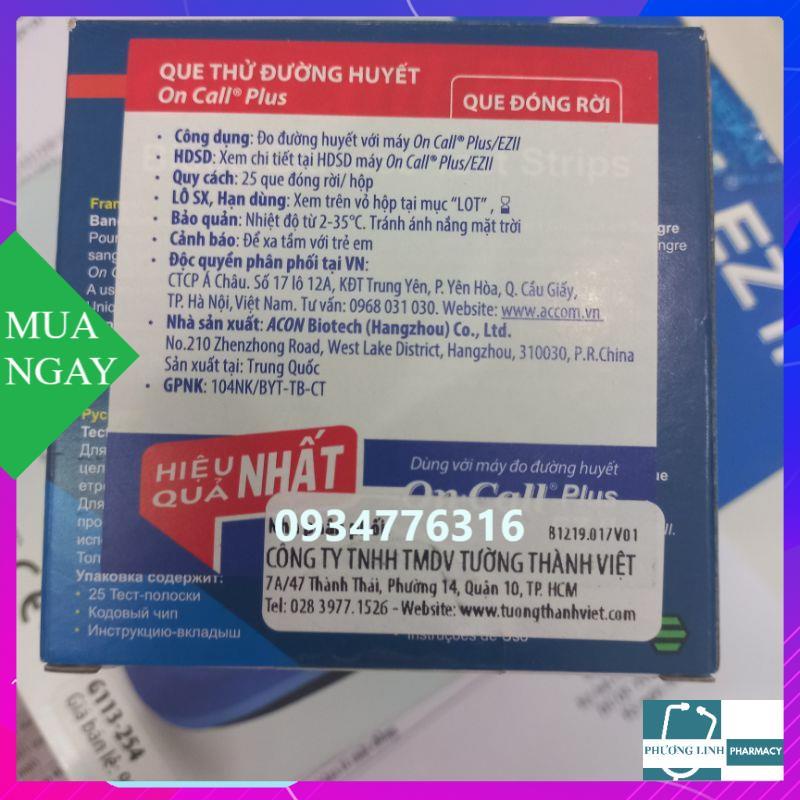 QUE THỬ ĐƯỜNG HUYẾT
On Call® Plus
QUE ĐÓNG RỜI
• Công dụng: Đo đường huyết với máy On Call® Plus/EZII
• HDSD: Xem chi tiết tại HDSD máy On Call® Plus/EZII
• Quy cách: 25 que đóng rời/ hộp
• LÔ SX, Hạn dùng: Xem trên vỏ hộp tại mục "LOT" ,
• Bảo quản: Nhiệt độ từ 2-35°C. Tránh ánh nắng mặt trời
• Cảnh báo: Để xa tầm với trẻ em
• Độc quyền phân phối tại VN:
CTCP Á Châu. Số 17 lô 12A, KĐT Trung Yên, P. Yên Hòa, Q. Cầu Giấy,
TP. Hà Nội, Việt Nam. Tư vấn: 0968 031 030. Website: www.accom.vn
• Nhà sản xuất: ACON Biotech (Hangzhou) Co., Ltd.
No.210 Zhenzhong Road, West Lake District, Hangzhou, 310030, P.R.China
Sản xuất tại: Trung Quốc
• GPNK: 104NK/BYT-TB-CT
Strips
EZ II
MUA
NGAY
HIỆU
QUẢ
NHẤT
Dùng với máy đo đường huyết
On Call® Plus
0934776316
B1219.017V01
CÔNG TY TNHH TMDV TƯỜNG THÀNH VIỆT
7A/47 Thành Thái, Phường 14, Quận 10, TP. HCM
Tel: 028 3977.1526 - Website: www.tuongthanhviet.com
Упаковка содержит:
• 25 Тест-полоски
• Кодовый чип
• Инструкцию-вкладыш
G113-254
Giá bán lẻ:
PHƯƠNG LINH PHARMACY